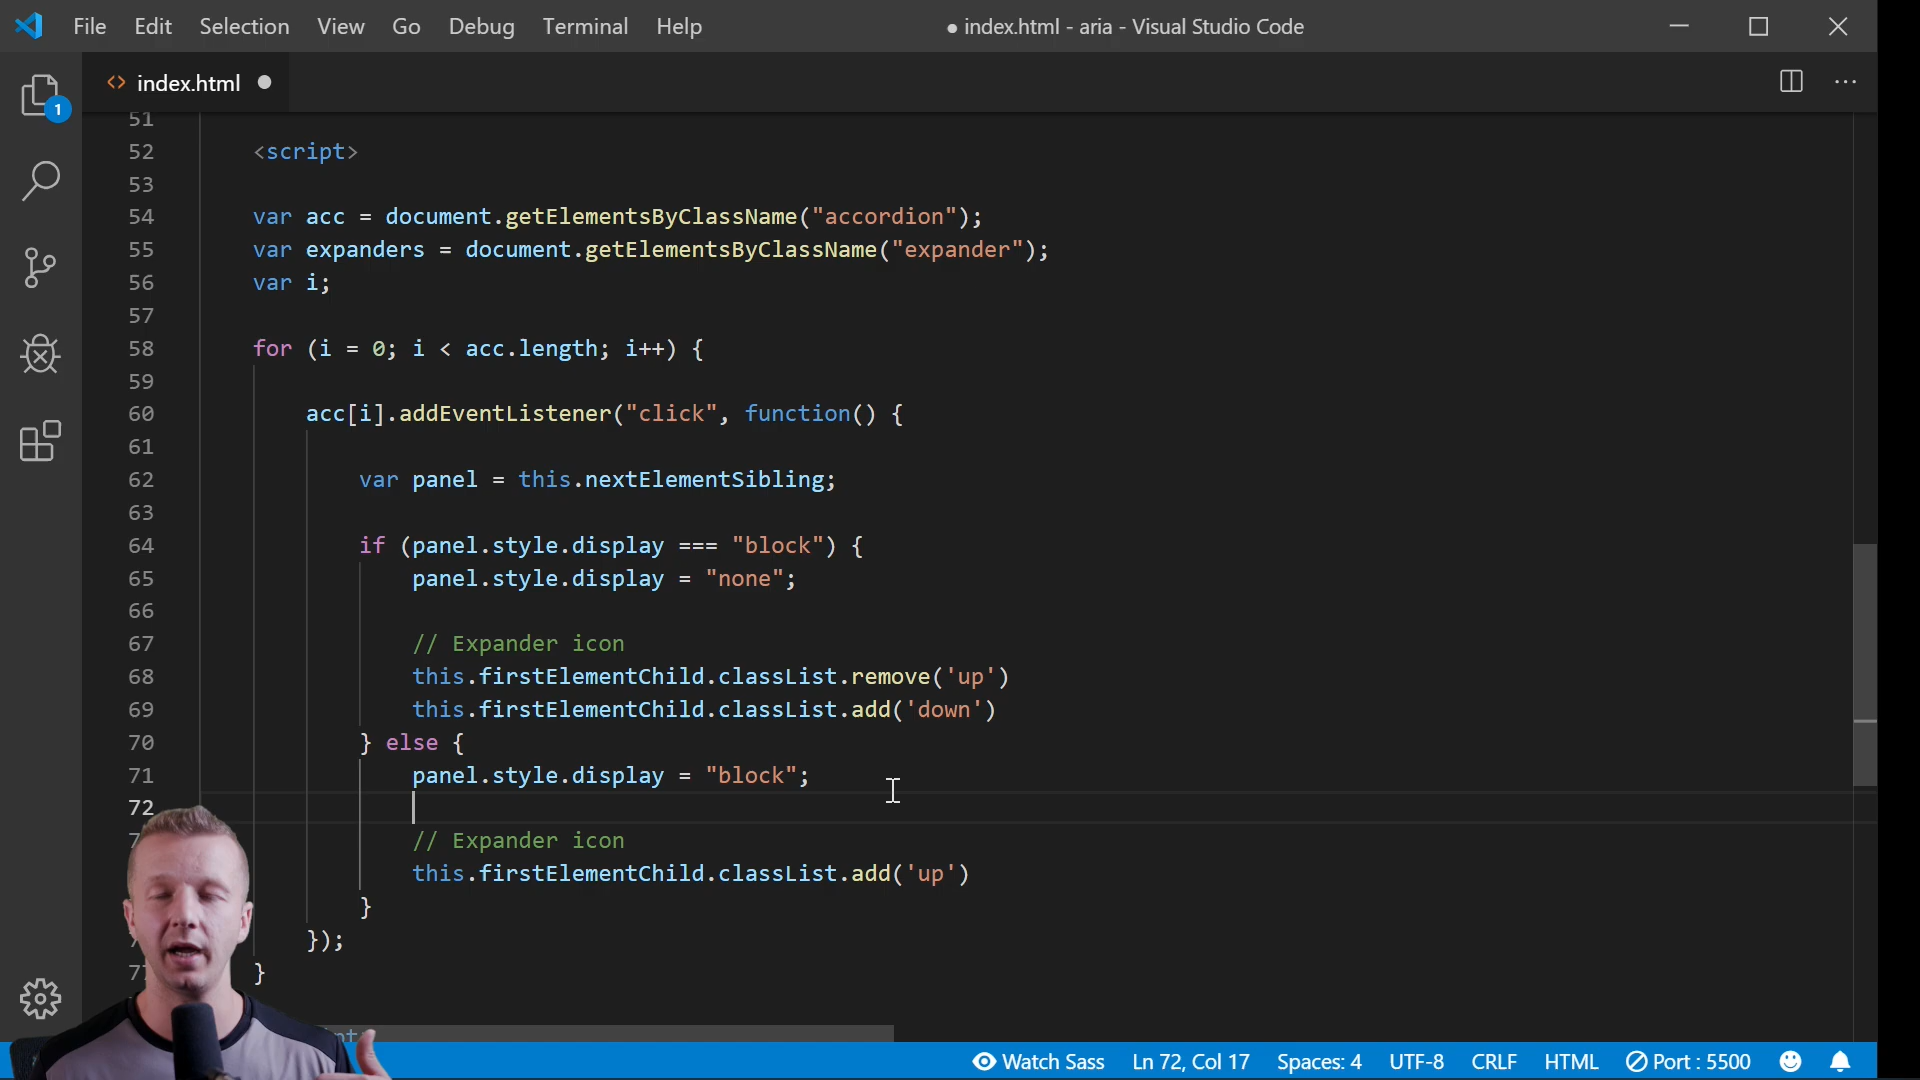 File Edit Selection View Go Debug Terminal Help ● index.html - aria - Visual Studio Code
1
<> index.html ●
51
52 <script>
53
54 var acc = document.getElementsByClassName("accordion");
55 var expanders = document.getElementsByClassName("expander");
56 var i;
57
58 for (i = 0; i < acc.length; i++) {
59
60 acc[i].addEventListener("click", function() {
61
62 var panel = this.nextElementSibling;
63
64 if (panel.style.display === "block") {
65 panel.style.display = "none";
66
67 // Expander icon
68 this.firstElementChild.classList.remove('up')
69 this.firstElementChild.classList.add('down')
70 } else {
71 panel.style.display = "block";
72
// Expander icon
this.firstElementChild.classList.add('up')
}
});
}
Watch Sass Ln 72, Col 17 Spaces: 4 UTF-8 CRLF HTML Port : 5500